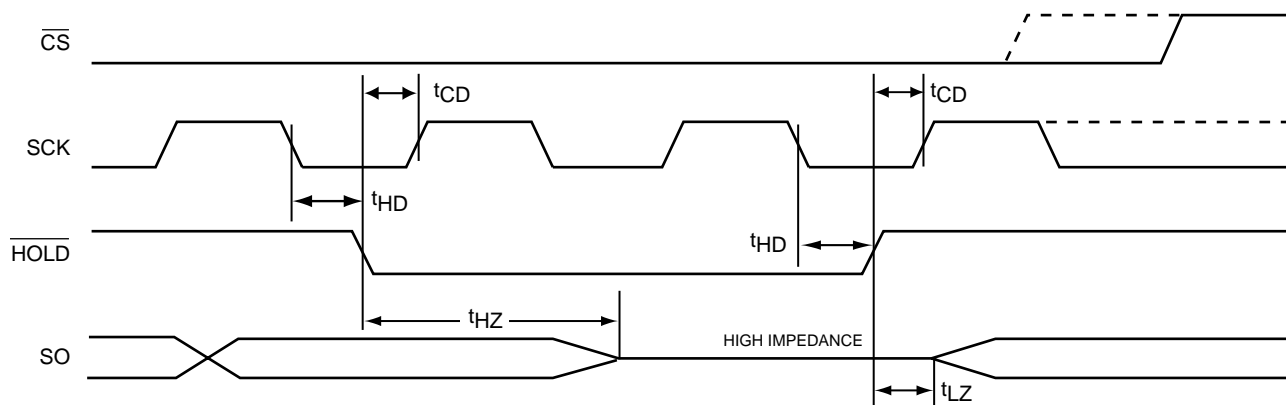 CS
tCD
tCD
SCK
tHD
HOLD
tHD
tHZ
HIGH IMPEDANCE
SO
tLZ